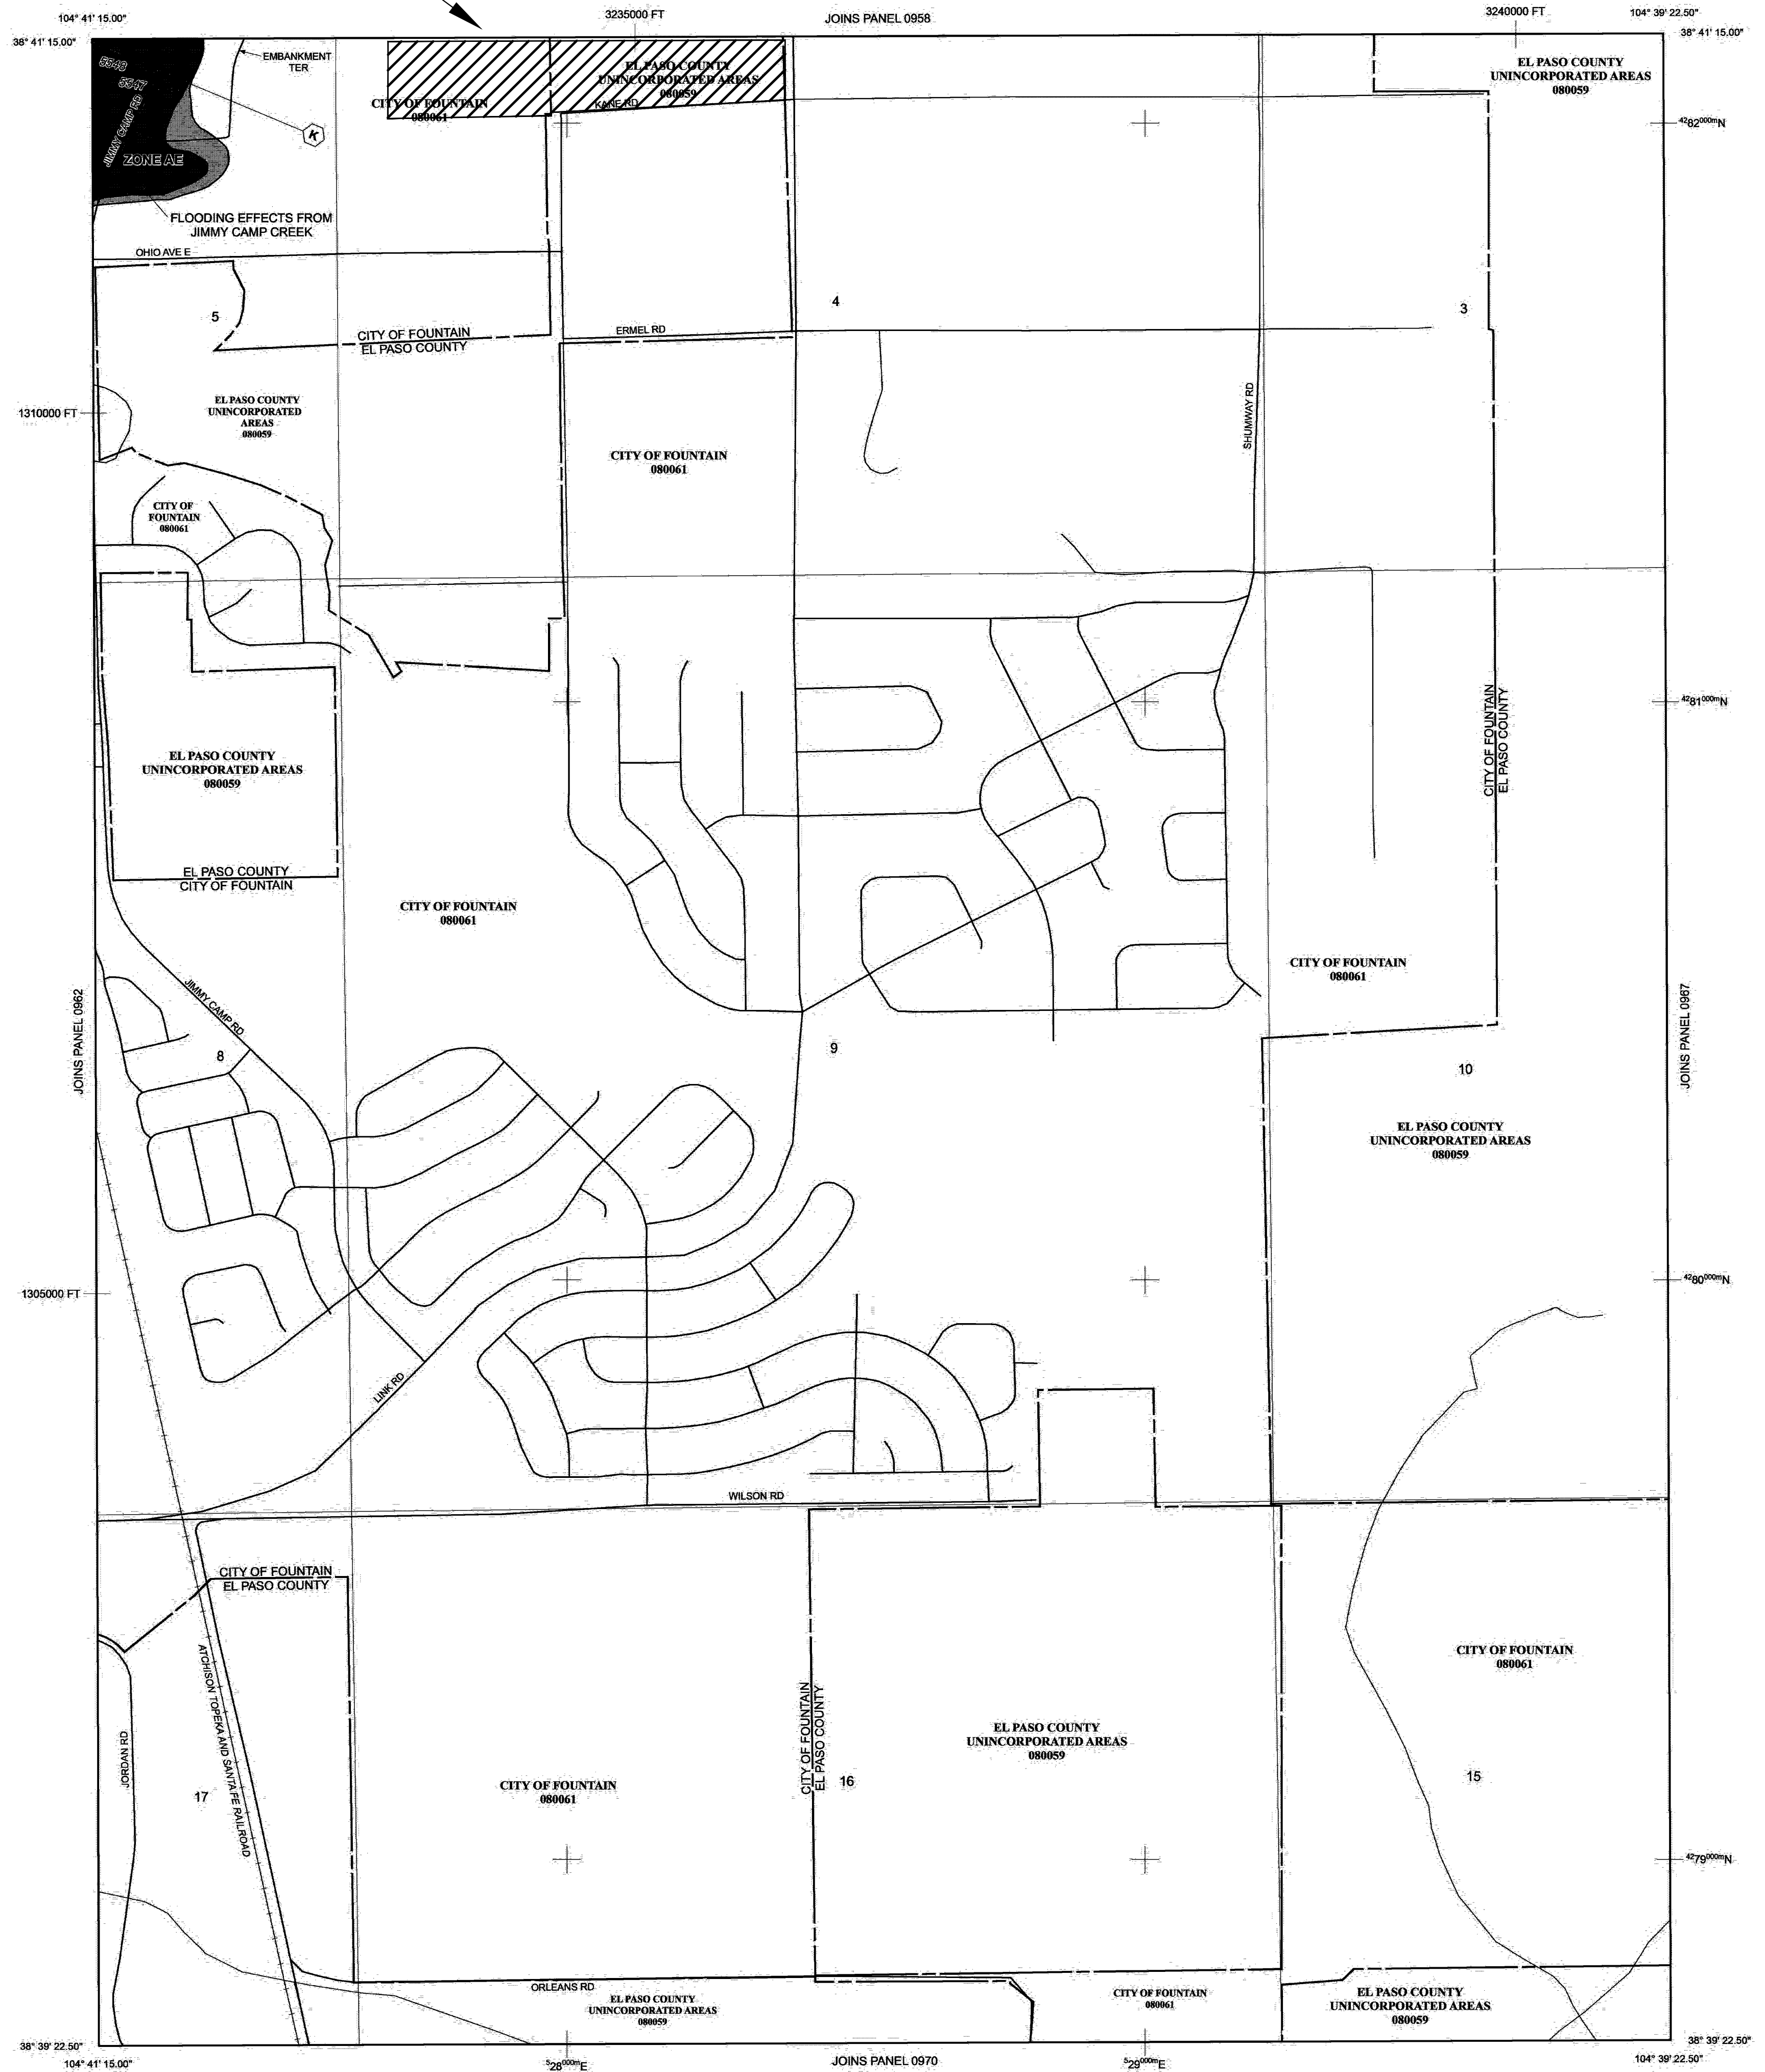 104° 41' 15.00"
3235000 FT
JOINS PANEL 0958
3240000 FT
104° 39' 22.50"
38° 41' 15.00"
38° 41' 15.00"
5548
5547
JIMMY CAMP RD
ZONE AE
EMBANKMENT
TER
K
CITY OF FOUNTAIN
080061
EL PASO COUNTY
UNINCORPORATED AREAS
080059
KANE RD
EL PASO COUNTY
UNINCORPORATED AREAS
080059
4282000mN
FLOODING EFFECTS FROM
JIMMY CAMP CREEK
OHIO AVE E
5
4
3
CITY OF FOUNTAIN
EL PASO COUNTY
ERMEL RD
SHUMWAY RD
1310000 FT
EL PASO COUNTY
UNINCORPORATED
AREAS
080059
CITY OF FOUNTAIN
080061
CITY OF
FOUNTAIN
080061
4281000mN
CITY OF FOUNTAIN
EL PASO COUNTY
EL PASO COUNTY
UNINCORPORATED AREAS
080059
EL PASO COUNTY
CITY OF FOUNTAIN
CITY OF FOUNTAIN
080061
CITY OF FOUNTAIN
080061
JIMMY CAMP RD
JOINS PANEL 0962
JOINS PANEL 0967
8
9
10
EL PASO COUNTY
UNINCORPORATED AREAS
080059
1305000 FT
4280000mN
LINK RD
WILSON RD
CITY OF FOUNTAIN
EL PASO COUNTY
ATCHISON TOPEKA AND SANTA FE RAILROAD
JORDAN RD
17
CITY OF FOUNTAIN
080061
CITY OF FOUNTAIN
EL PASO COUNTY
16
EL PASO COUNTY
UNINCORPORATED AREAS
080059
CITY OF FOUNTAIN
080061
15
4279000mN
ORLEANS RD
EL PASO COUNTY
UNINCORPORATED AREAS
080059
CITY OF FOUNTAIN
080061
EL PASO COUNTY
UNINCORPORATED AREAS
080059
38° 39' 22.50"
38° 39' 22.50"
104° 41' 15.00"
528000mE
JOINS PANEL 0970
529000mE
104° 39' 22.50"